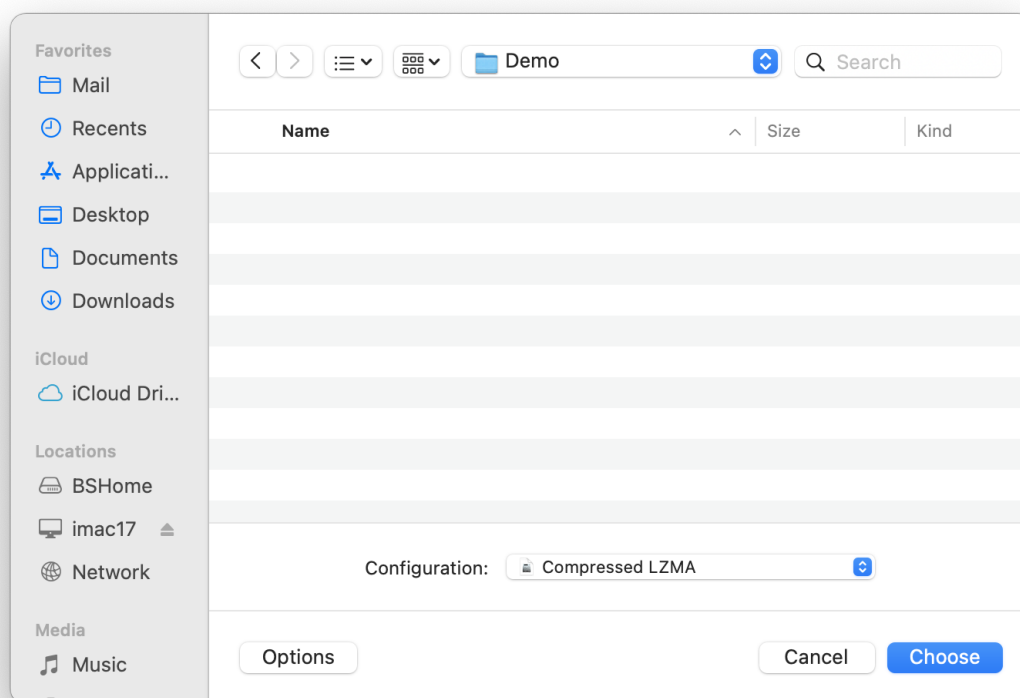 Favorites
Mail
Recents
Applicati...
Desktop
Documents
Downloads
iCloud
iCloud Dri...
Locations
BSHome
imac17
Network
Media
Music
Demo
Search
Name
Size
Kind
Configuration:
Compressed LZMA
Options
Cancel
Choose